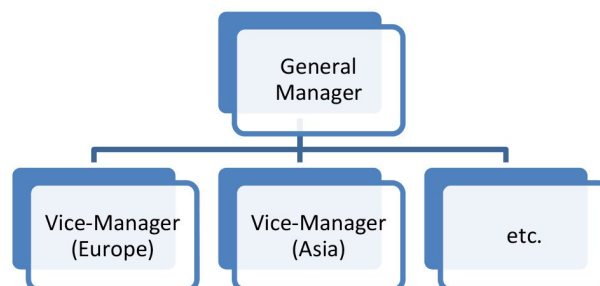 General
Manager
Vice-Manager
(Europe)
Vice-Manager
(Asia)
etc.